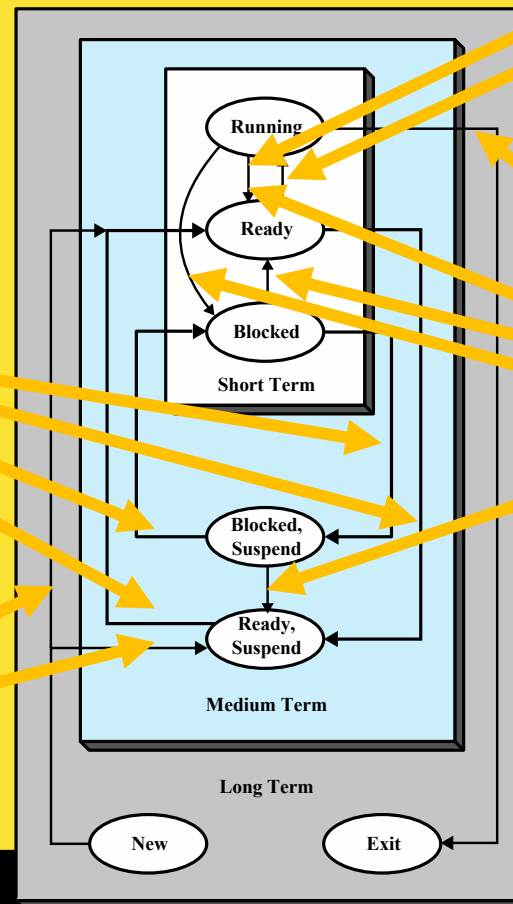 Running
Ready
Blocked
Short Term
Blocked,
Suspend
Ready,
Suspend
Medium Term
Long Term
New
Exit